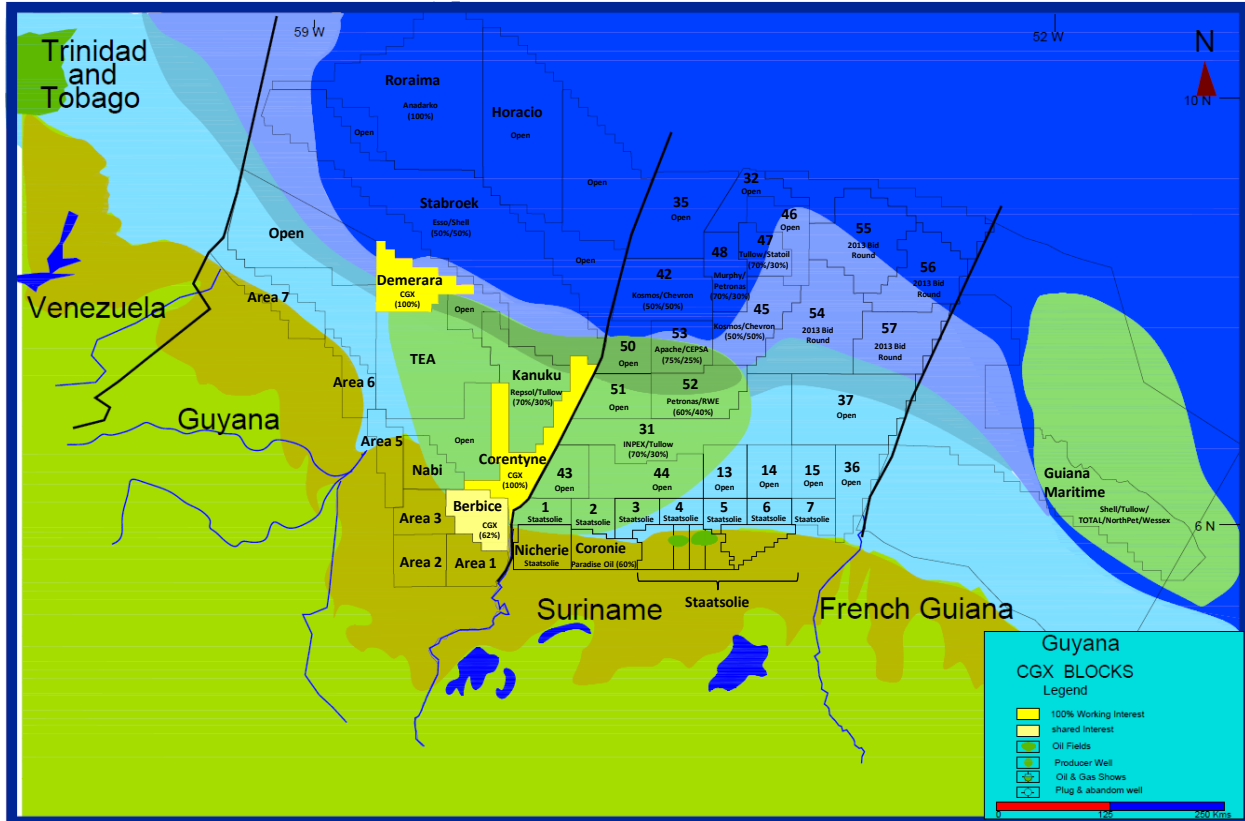 59 W
52 W
Trinidad
and
Tobago
N
10 N
Roraima
Anadarko
(100%)
Open
Horacio
Open
Open
Stabroek
Esso/Shell
(50%/50%)
Open
Open
Demerara
CGX
(100%)
Open
Venezuela
Area 7
TEA
Area 6
Kanuku
Repsol/Tullow
(70%/30%)
Guyana
Area 5
Open
Nabi
Corentyne
CGX
(100%)
Berbice
CGX
(62%)
Area 3
Area 2
Area 1
32
Open
35
Open
46
Open
55
2013 Bid
Round
47
Tullow/Statoil
(70%/30%)
48
Murphy/
Petronas
(70%/30%)
56
2013 Bid
Round
42
Kosmos/Chevron
(50%/50%)
45
Kosmos/Chevron
(50%/50%)
54
2013 Bid
Round
57
2013 Bid
Round
50
Open
53
Apache/CEPSA
(75%/25%)
51
Open
52
Petronas/RWE
(60%/40%)
37
Open
31
INPEX/Tullow
(70%/30%)
43
Open
44
Open
13
Open
14
Open
15
Open
36
Open
1
Staatsolie
2
Staatsolie
3
Staatsolie
4
Staatsolie
5
Staatsolie
6
Staatsolie
7
Staatsolie
Nicherie
Staatsolie
Coronie
Paradise Oil (60%)
Staatsolie
Suriname
French Guiana
Guiana
Maritime
Shell/Tullow/
TOTAL/NorthPet/Wessex
6 N
Guyana
CGX BLOCKS
Legend
100% Working Interest
shared Interest
Oil Fields
Producer Well
Oil & Gas Shows
Plug & abandom well
0
125
250 Kms